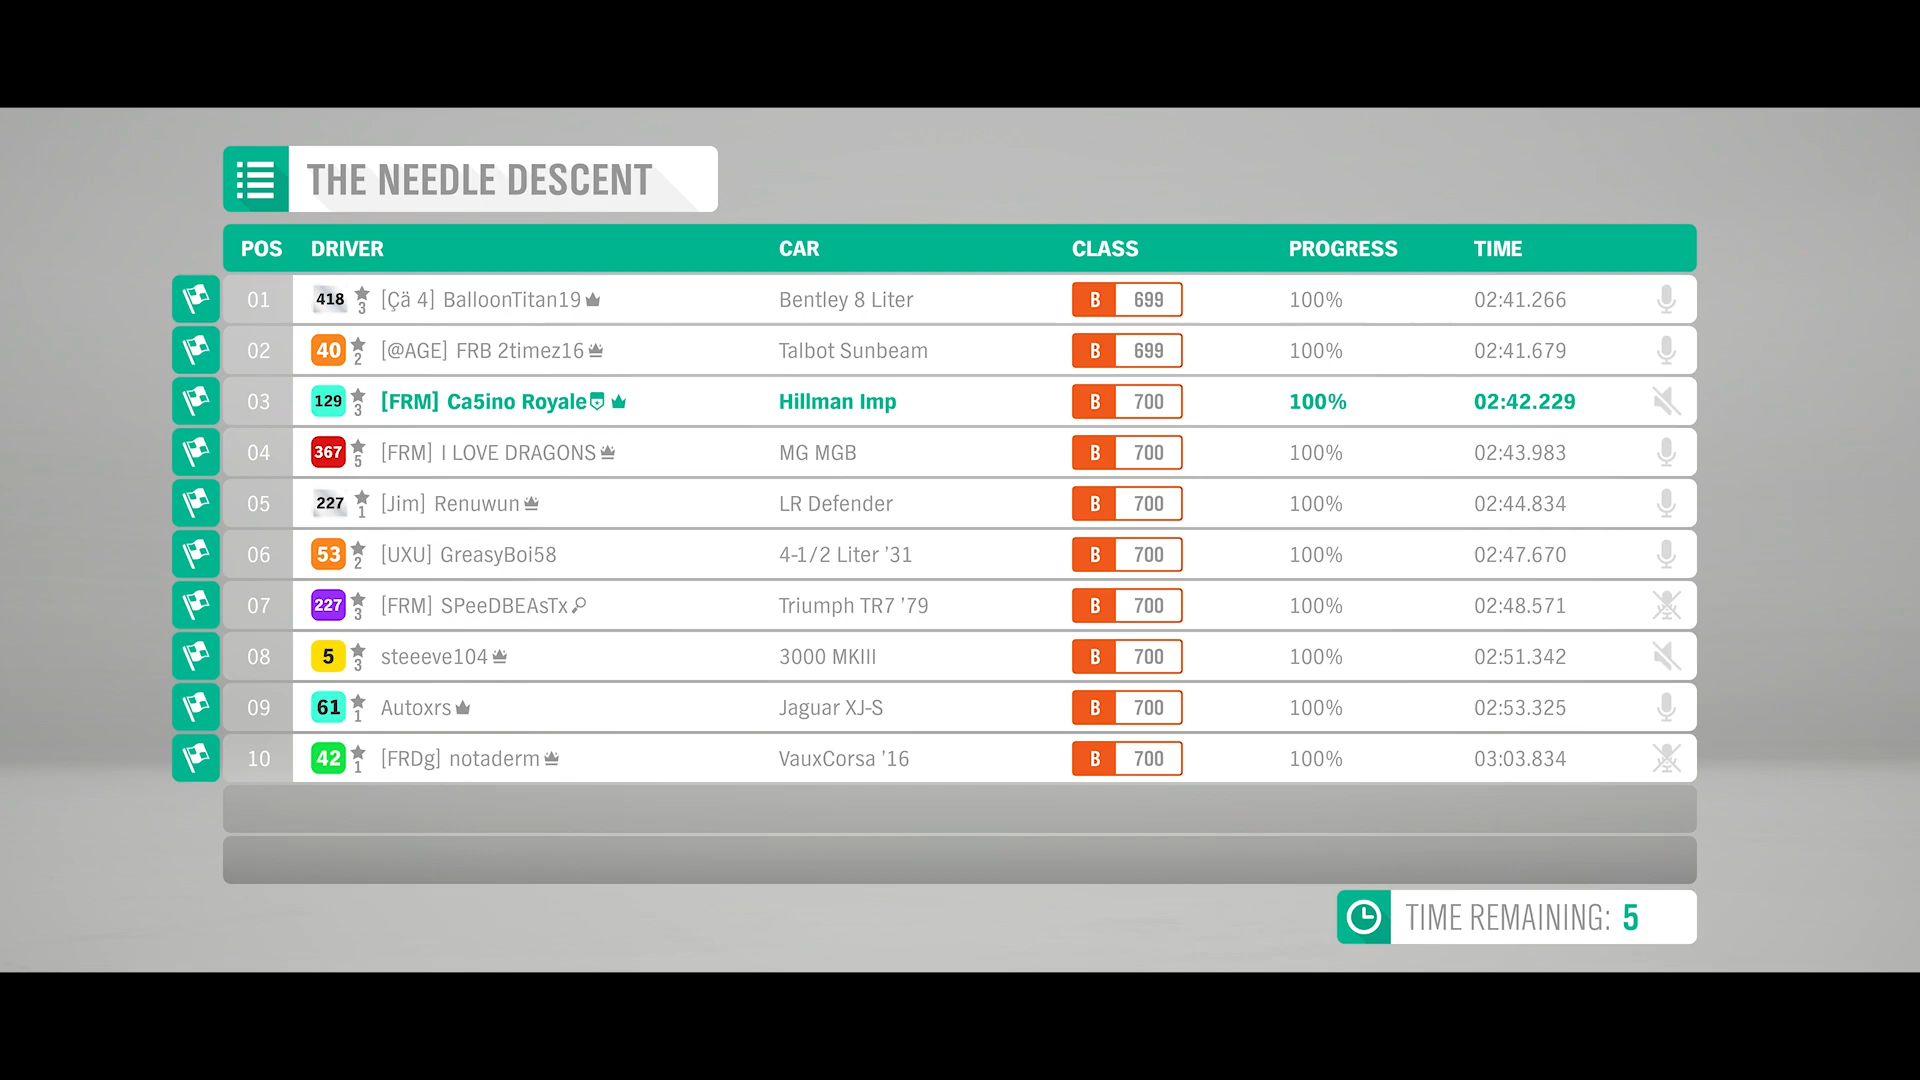 THE NEEDLE DESCENT
POS DRIVER CAR CLASS PROGRESS TIME
01 418 3 [Çä 4] BalloonTitan19 Bentley 8 Liter B 699 100% 02:41.266
02 40 2 [@AGE] FRB 2timez16 Talbot Sunbeam B 699 100% 02:41.679
03 129 3 [FRM] Ca5ino Royale Hillman Imp B 700 100% 02:42.229
04 367 5 [FRM] I LOVE DRAGONS MG MGB B 700 100% 02:43.983
05 227 1 [Jim] Renuwun LR Defender B 700 100% 02:44.834
06 53 2 [UXU] GreasyBoi58 4-1/2 Liter ’31 B 700 100% 02:47.670
07 227 3 [FRM] SPeeDBEAsTx Triumph TR7 ’79 B 700 100% 02:48.571
08 5 3 steeeve104 3000 MKIII B 700 100% 02:51.342
09 61 1 Autoxrs Jaguar XJ-S B 700 100% 02:53.325
10 42 1 [FRDg] notaderm VauxCorsa ’16 B 700 100% 03:03.834
TIME REMAINING: 5